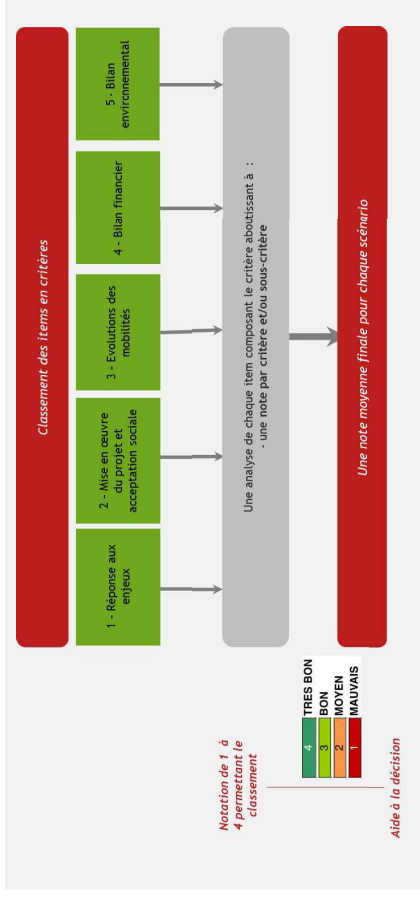 Classement des items en critères
1 - Réponse aux
enjeux
2 - Mise en œuvre
du projet et
acceptation sociale
3 - Evolutions des
mobilités
4 - Bilan financier
5 - Bilan
environnemental
Une analyse de chaque item composant le critère aboutissant à :
- une note par critère et/ou sous-critère
Notation de 1 à
4 permettant le
classement
4 TRES BON
3 BON
2 MOYEN
1 MAUVAIS
Aide à la décision
Une note moyenne finale pour chaque scénario